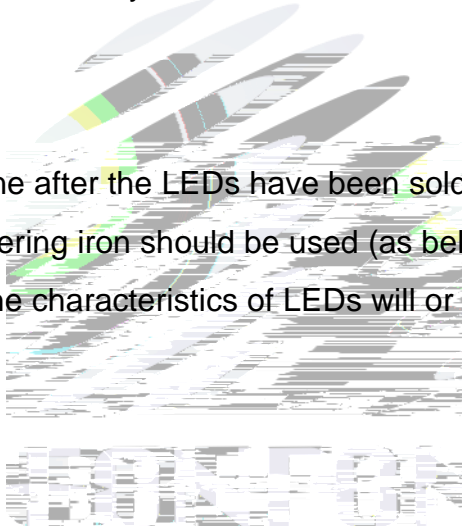 ne after the LEDs have been sold
ering iron should be used (as bel
ne characteristics of LEDs will or